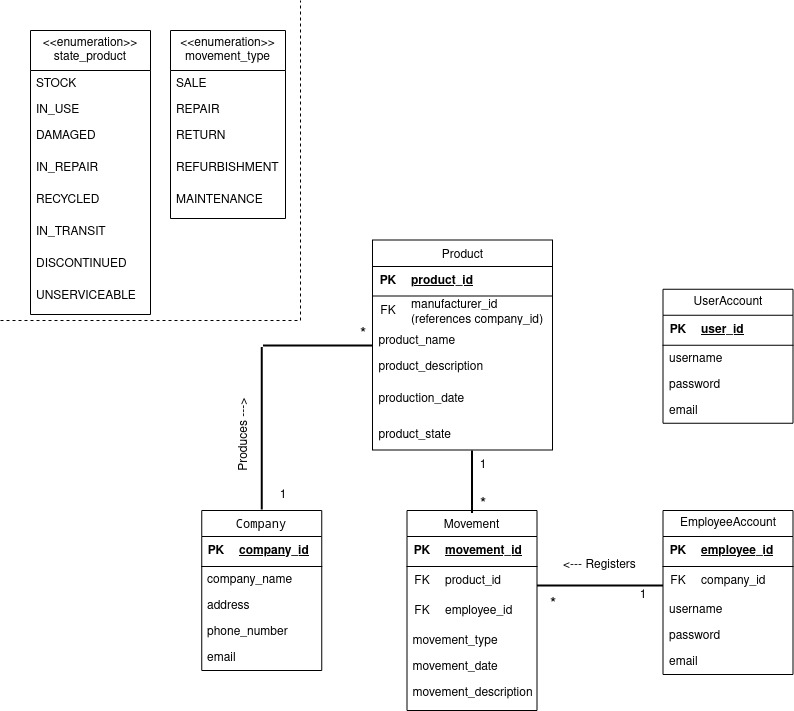 <<enumeration>>
state_product
STOCK
IN_USE
DAMAGED
IN_REPAIR
RECYCLED
IN_TRANSIT
DISCONTINUED
UNSERVICEABLE
<<enumeration>>
movement_type
SALE
REPAIR
RETURN
REFURBISHMENT
MAINTENANCE
Product
PK product_id
FK manufacturer_id
(references company_id)
product_name
product_description
production_date
product_state
UserAccount
PK user_id
username
password
email
*
Produces --->
1
1
*
Company
PK company_id
company_name
address
phone_number
email
Movement
PK movement_id
FK product_id
FK employee_id
movement_type
movement_date
movement_description
<--- Registers
*
1
EmployeeAccount
PK employee_id
FK company_id
username
password
email